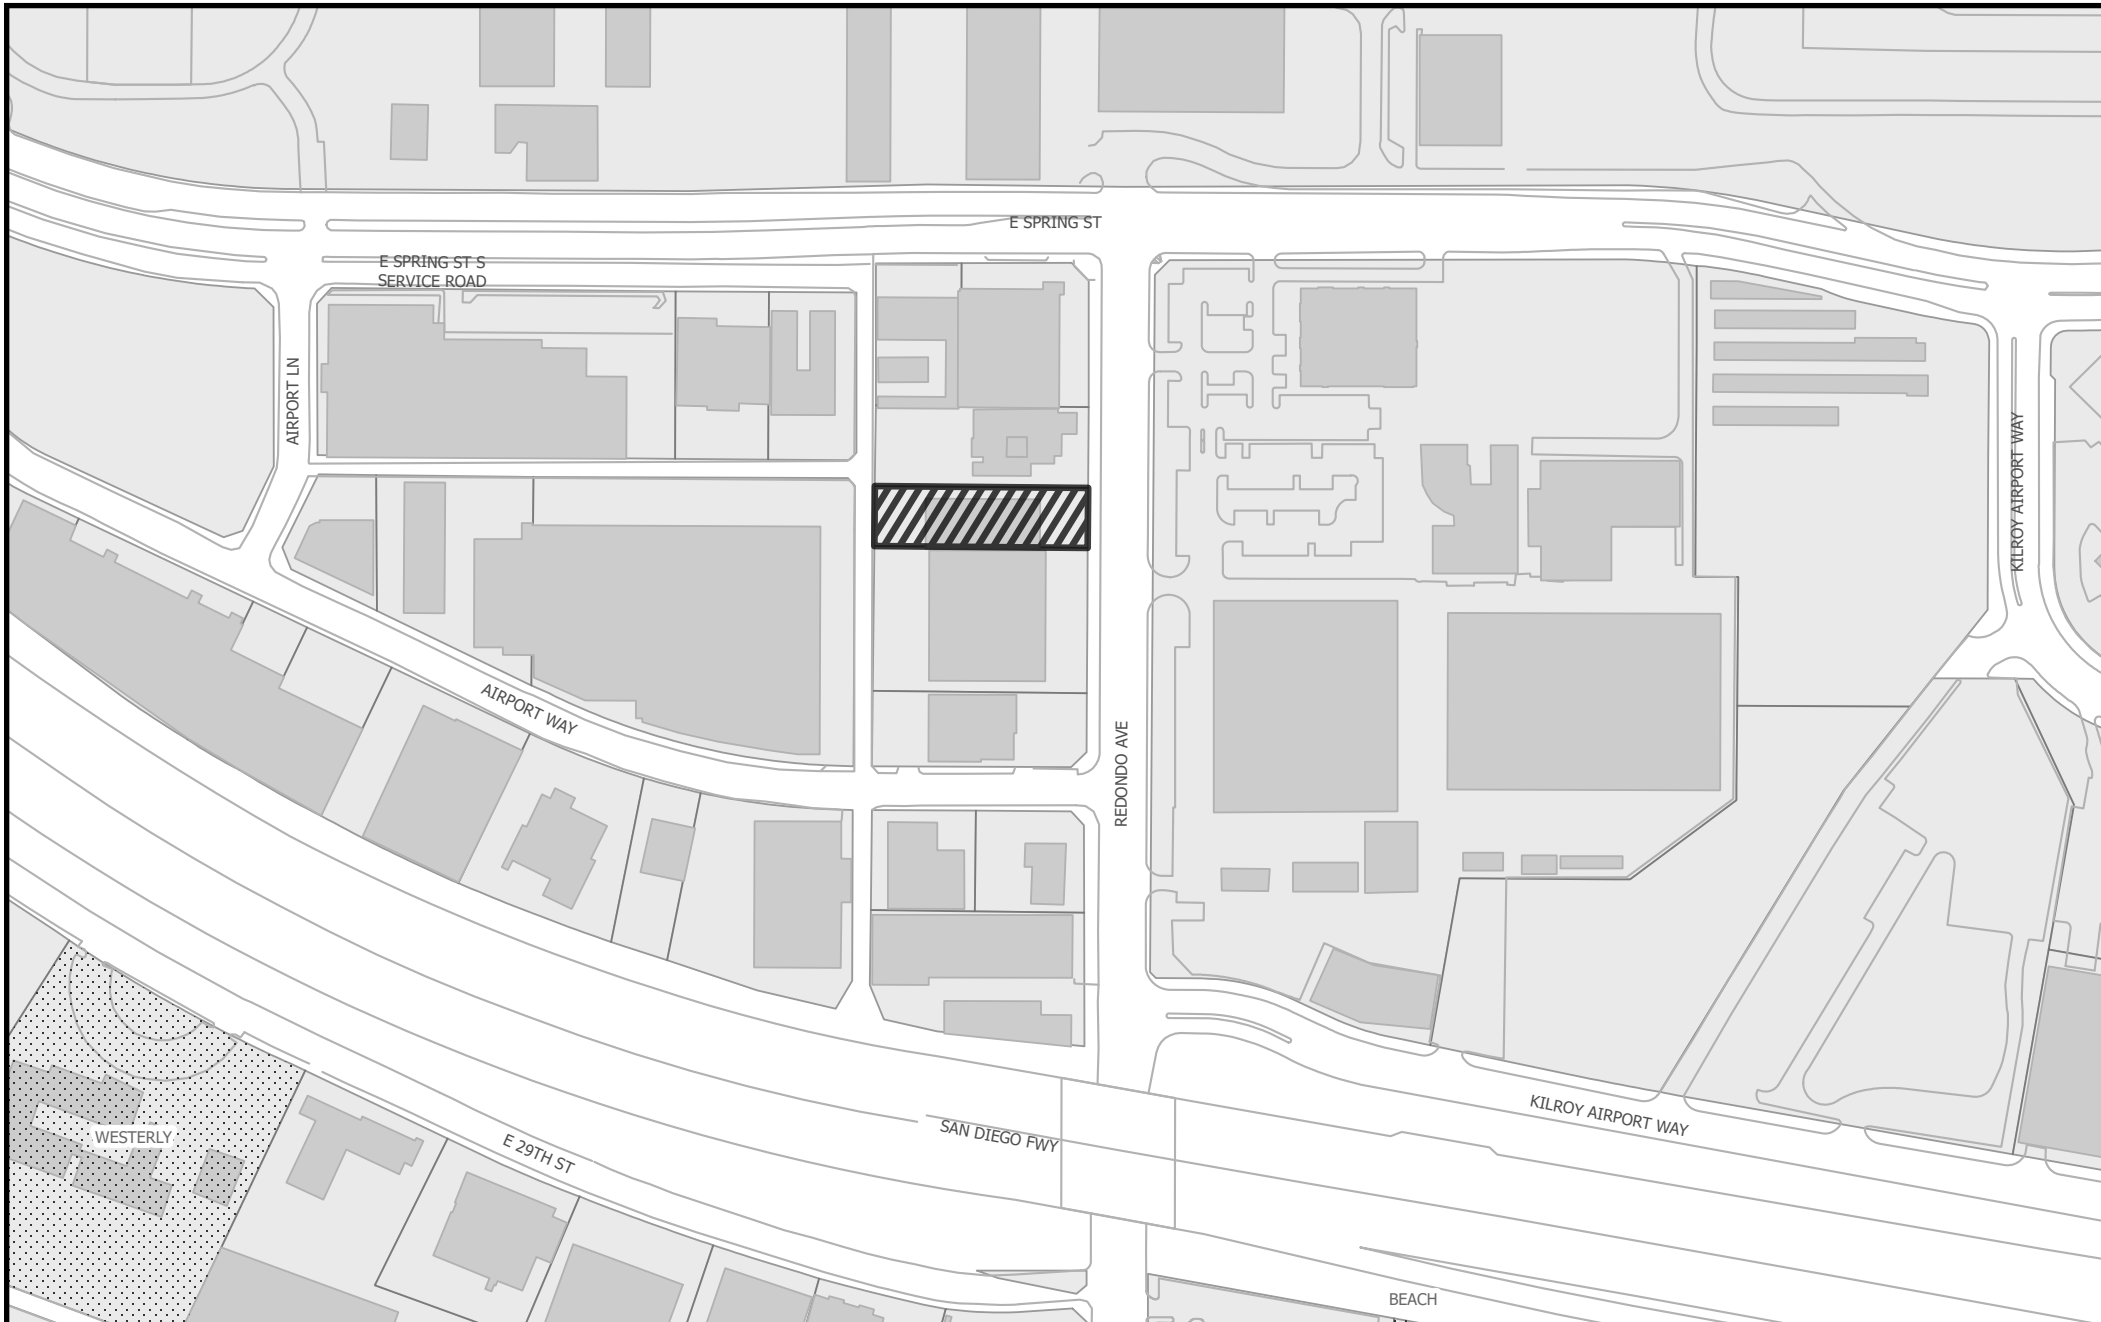 E SPRING ST
E SPRING ST S
SERVICE ROAD
AIRPORT LN
KILROY AIRPORT WAY
AIRPORT WAY
REDONDO AVE
KILROY AIRPORT WAY
SAN DIEGO FWY
WESTERLY
E 29TH ST
BEACH